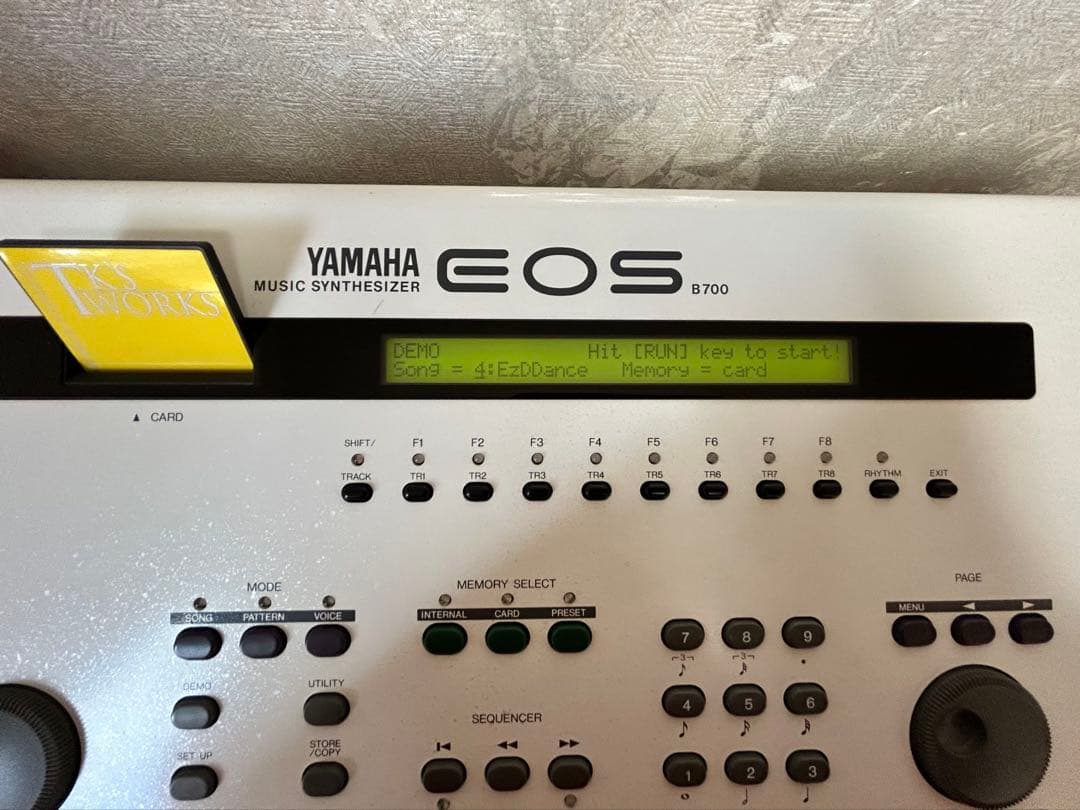 YAMAHA EOS
MUSIC SYNTHESIZER B700
TK'S
WORKS
DEMO Hit [RUN] key to start!
Song = 4:EzDDance Memory = card
▲ CARD
SHIFT/ F1 F2 F3 F4 F5 F6 F7 F8
TRACK TR1 TR2 TR3 TR4 TR5 TR6 TR7 TR8 RHYTHM EXIT
MODE
SONG PATTERN VOICE
MEMORY SELECT
INTERNAL CARD PRESET
PAGE
MENU ◀ ▶
7 8 9
3 3
DEMO UTILITY
4 5 6
SEQUENCER
SET UP STORE
/COPY
1 2 3